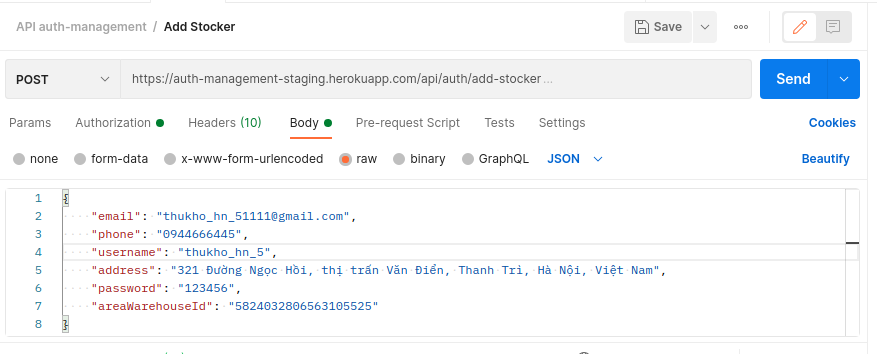 API auth-management / Add Stocker
Save
POST
https://auth-management-staging.herokuapp.com/api/auth/add-stocker ...
Send
Params Authorization Headers (10) Body Pre-request Script Tests Settings Cookies
none form-data x-www-form-urlencoded raw binary GraphQL JSON Beautify
1 {
2 "email": "thukho_hn_51111@gmail.com",
3 "phone": "0944666445",
4 "username": "thukho_hn_5",
5 "address": "321 Đường Ngọc Hồi, thị trấn Văn Điển, Thanh Trì, Hà Nội, Việt Nam",
6 "password": "123456",
7 "areaWarehouseId": "5824032806563105525"
8 }